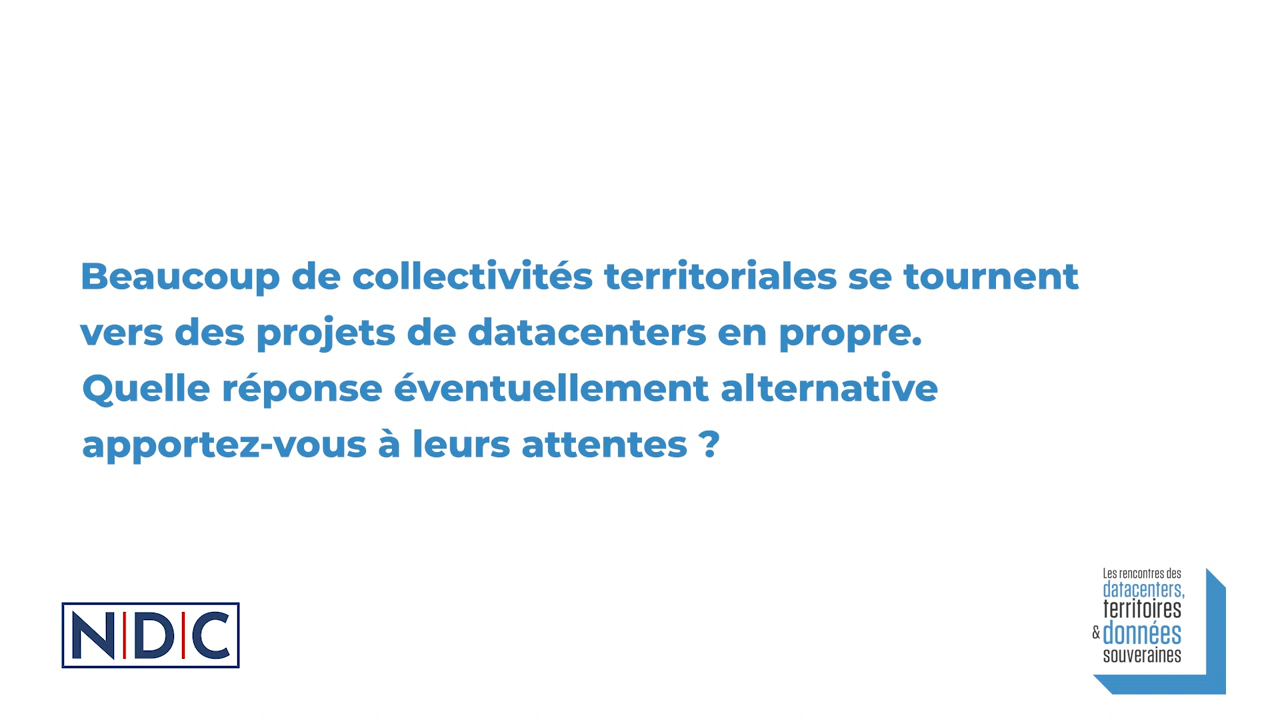 Beaucoup de collectivités territoriales se tournent
vers des projets de datacenters en propre.
Quelle réponse éventuellement alternative
apportez-vous à leurs attentes ?
N|D|C
Les rencontres des
datacenters,
territoires
& données
souveraines